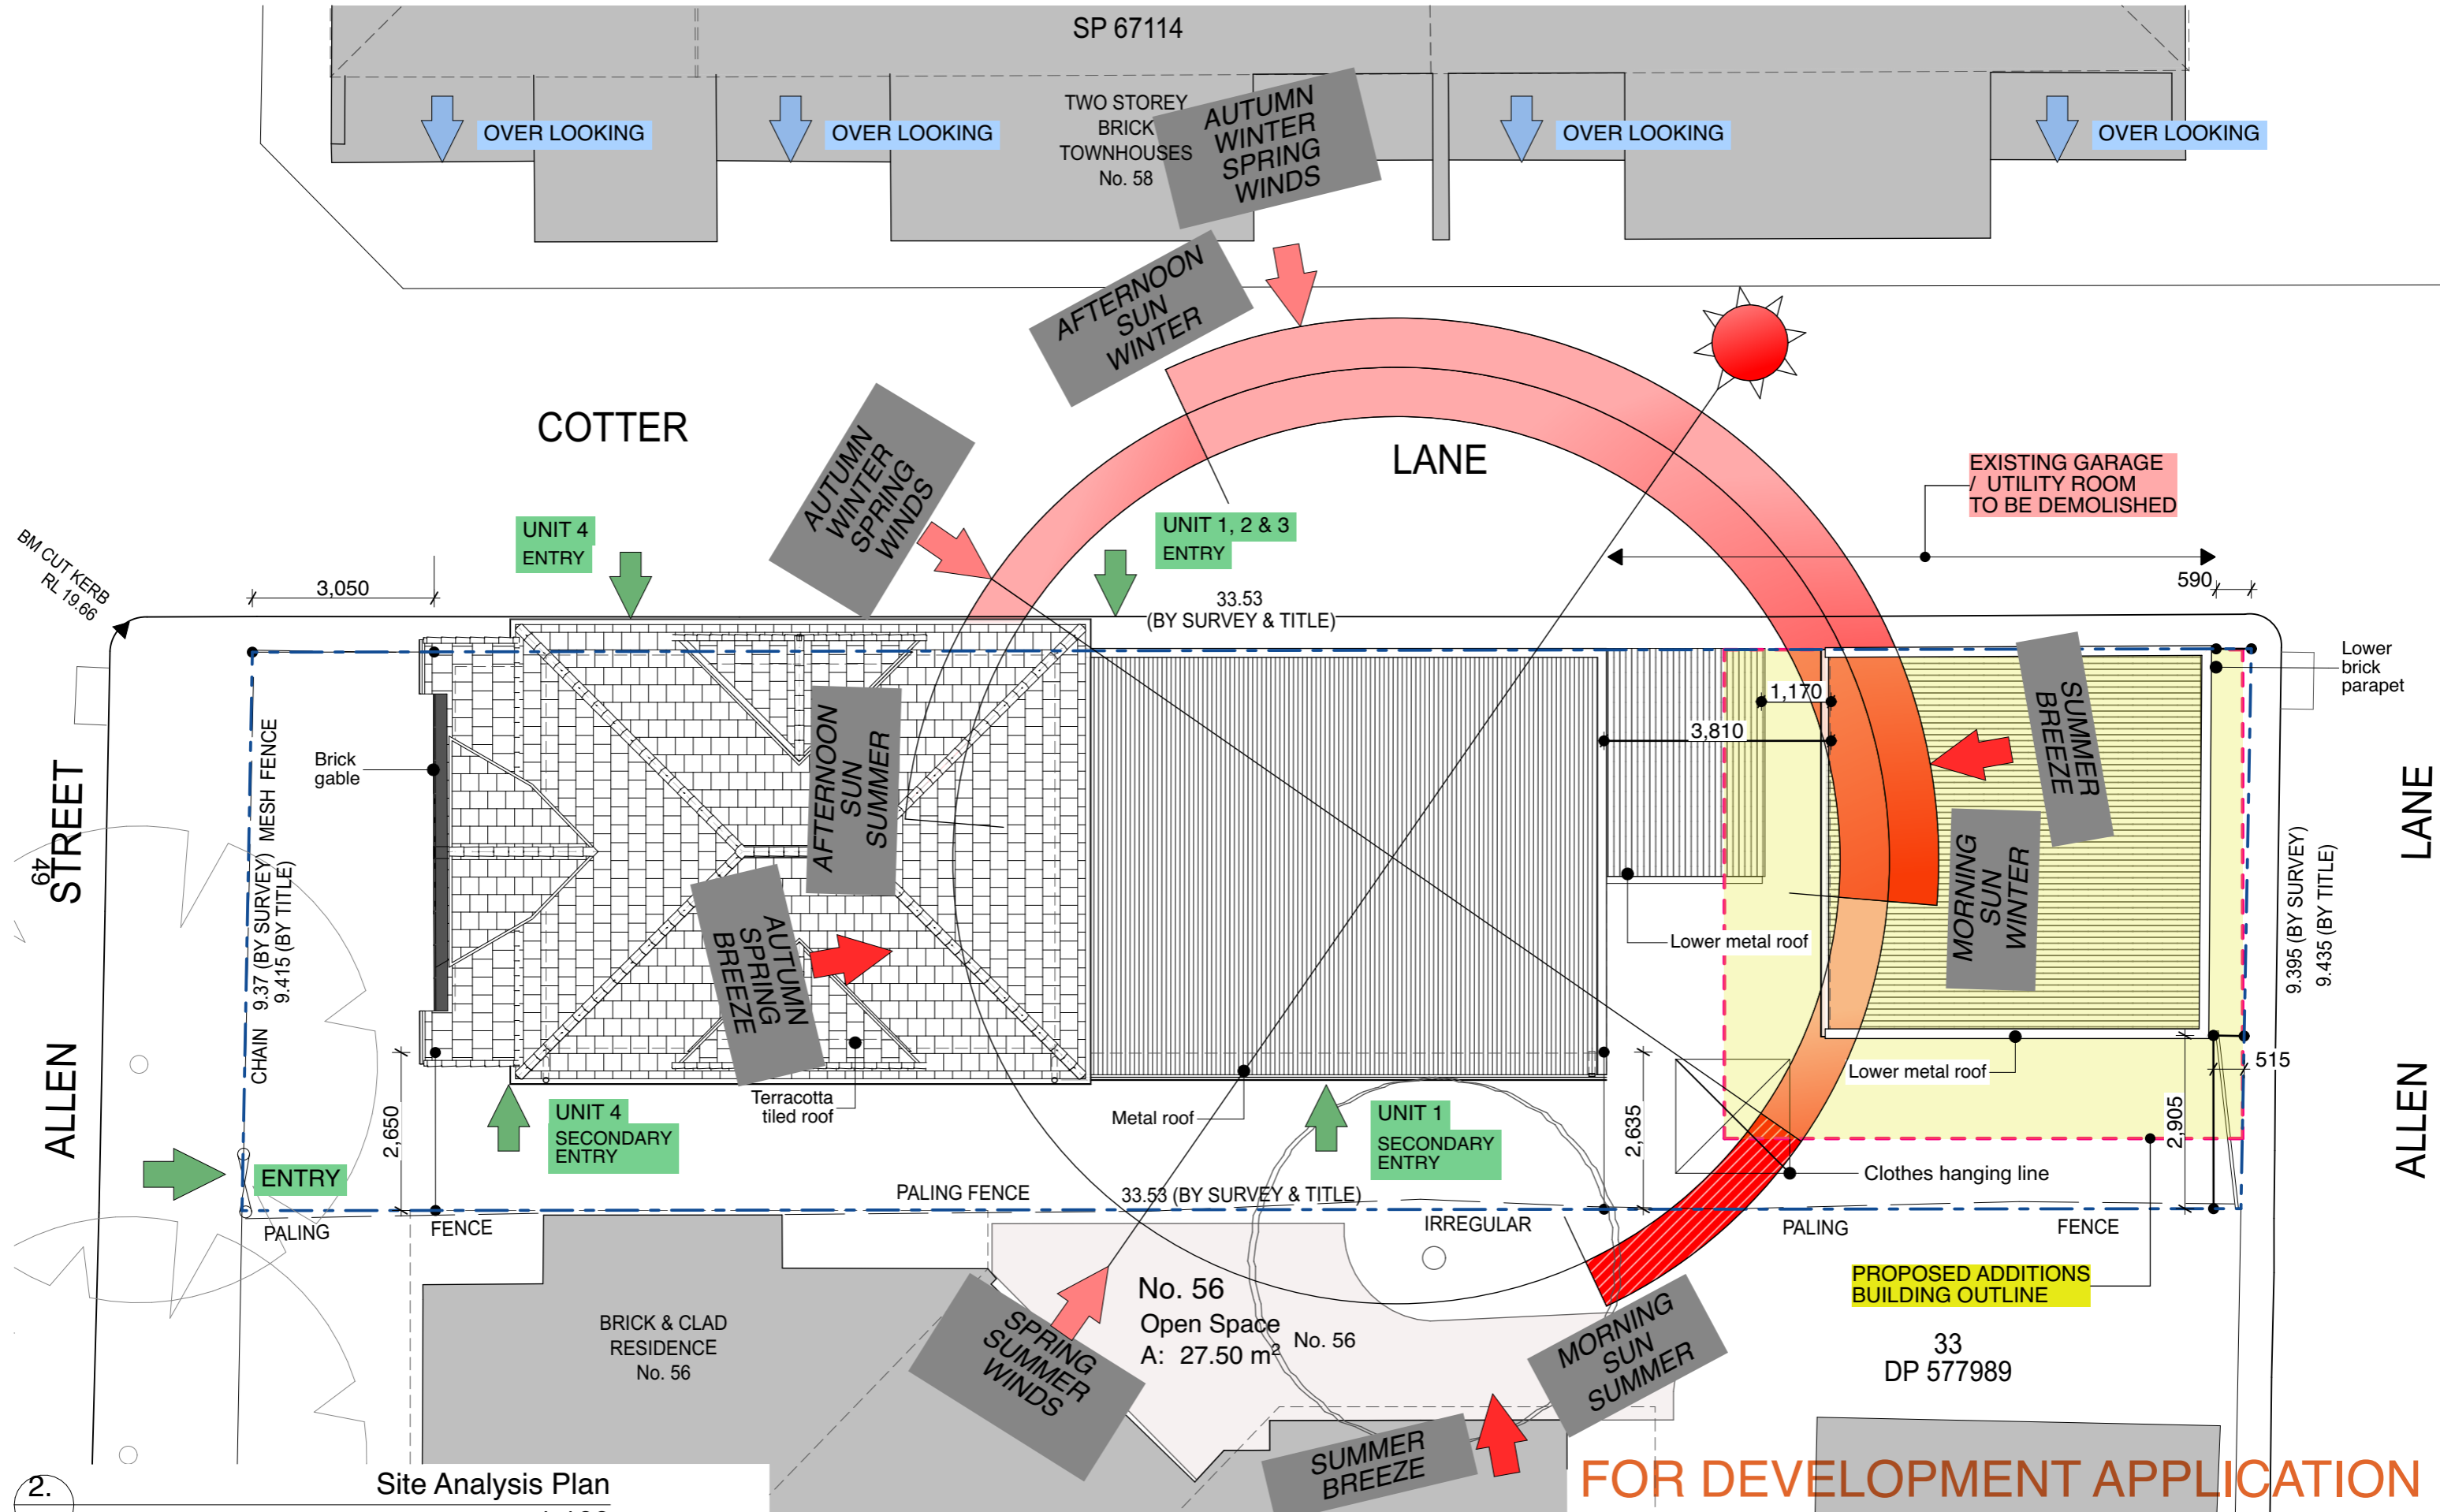 SP 67114
TWO STOREY
BRICK
TOWNHOUSES
No. 58
OVER LOOKING
OVER LOOKING
OVER LOOKING
OVER LOOKING
AUTUMN
WINTER
SPRING
WINDS
AFTERNOON
SUN
WINTER
AUTUMN
WINTER
SPRING
WINDS
COTTER
LANE
EXISTING GARAGE
/ UTILITY ROOM
TO BE DEMOLISHED
UNIT 4
ENTRY
UNIT 1, 2 & 3
ENTRY
BM CUT KERB
RL 19.66
3,050
33.53
(BY SURVEY & TITLE)
590
Lower
brick
parapet
1,170
3,810
SUMMER
BREEZE
Brick
gable
AFTERNOON
SUN
SUMMER
MORNING
SUN
WINTER
AUTUMN
SPRING
BREEZE
49
STREET
ALLEN
CHAIN 9.37 (BY SURVEY) MESH FENCE
9.415 (BY TITLE)
Lower metal roof
9.395 (BY SURVEY)
9.435 (BY TITLE)
LANE
ALLEN
2,650
Terracotta
tiled roof
Metal roof
Lower metal roof
515
2,635
2,905
UNIT 4
SECONDARY
ENTRY
UNIT 1
SECONDARY
ENTRY
ENTRY
Clothes hanging line
PALING FENCE
33.53 (BY SURVEY & TITLE)
PALING
FENCE
IRREGULAR
PALING
FENCE
PROPOSED ADDITIONS
BUILDING OUTLINE
BRICK & CLAD
RESIDENCE
No. 56
No. 56
Open Space
A: 27.50 m²
No. 56
SPRING
SUMMER
WINDS
MORNING
SUN
SUMMER
SUMMER
BREEZE
33
DP 577989
2.
Site Analysis Plan
FOR DEVELOPMENT APPLICATION